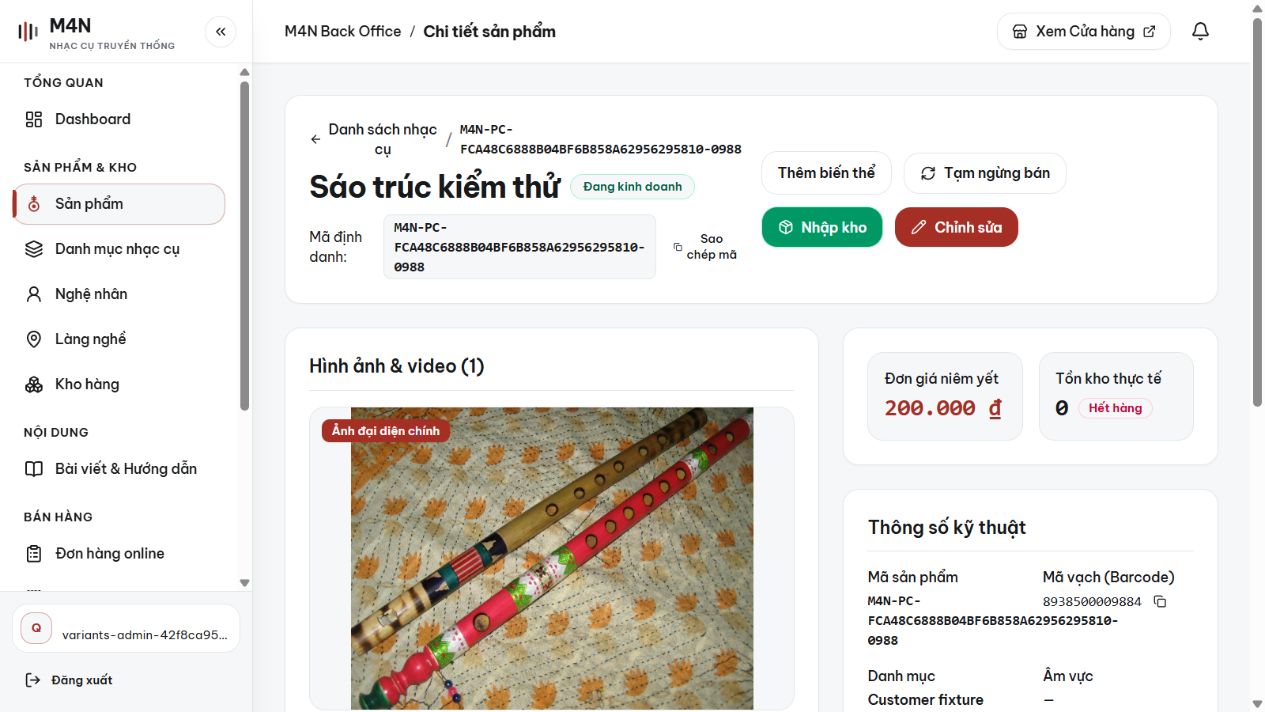 M4N
NHẠC CỤ TRUYỀN THỐNG
TỔNG QUAN
Dashboard
SẢN PHẨM & KHO
Sản phẩm
Danh mục nhạc cụ
Nghệ nhân
Làng nghề
Kho hàng
NỘI DUNG
Bài viết & Hướng dẫn
BÁN HÀNG
Đơn hàng online
Q
variants-admin-42f8ca95...
Đăng xuất
M4N Back Office / Chi tiết sản phẩm
Xem Cửa hàng
Danh sách nhạc
cụ
/
M4N-PC-
FCA48C6888B04BF6B858A62956295810-0988
Sáo trúc kiểm thử
Đang kinh doanh
Mã định
danh:
M4N-PC-
FCA48C6888B04BF6B858A62956295810-
0988
Sao
chép mã
Thêm biến thể
Tạm ngừng bán
Nhập kho
Chỉnh sửa
Hình ảnh & video (1)
Ảnh đại diện chính
Đơn giá niêm yết
200.000 ₫
Tồn kho thực tế
0 Hết hàng
Thông số kỹ thuật
Mã sản phẩm
M4N-PC-
FCA48C6888B04BF6B858A62956295810-
0988
Mã vạch (Barcode)
8938500009884
Danh mục
Customer fixture
Âm vực
—